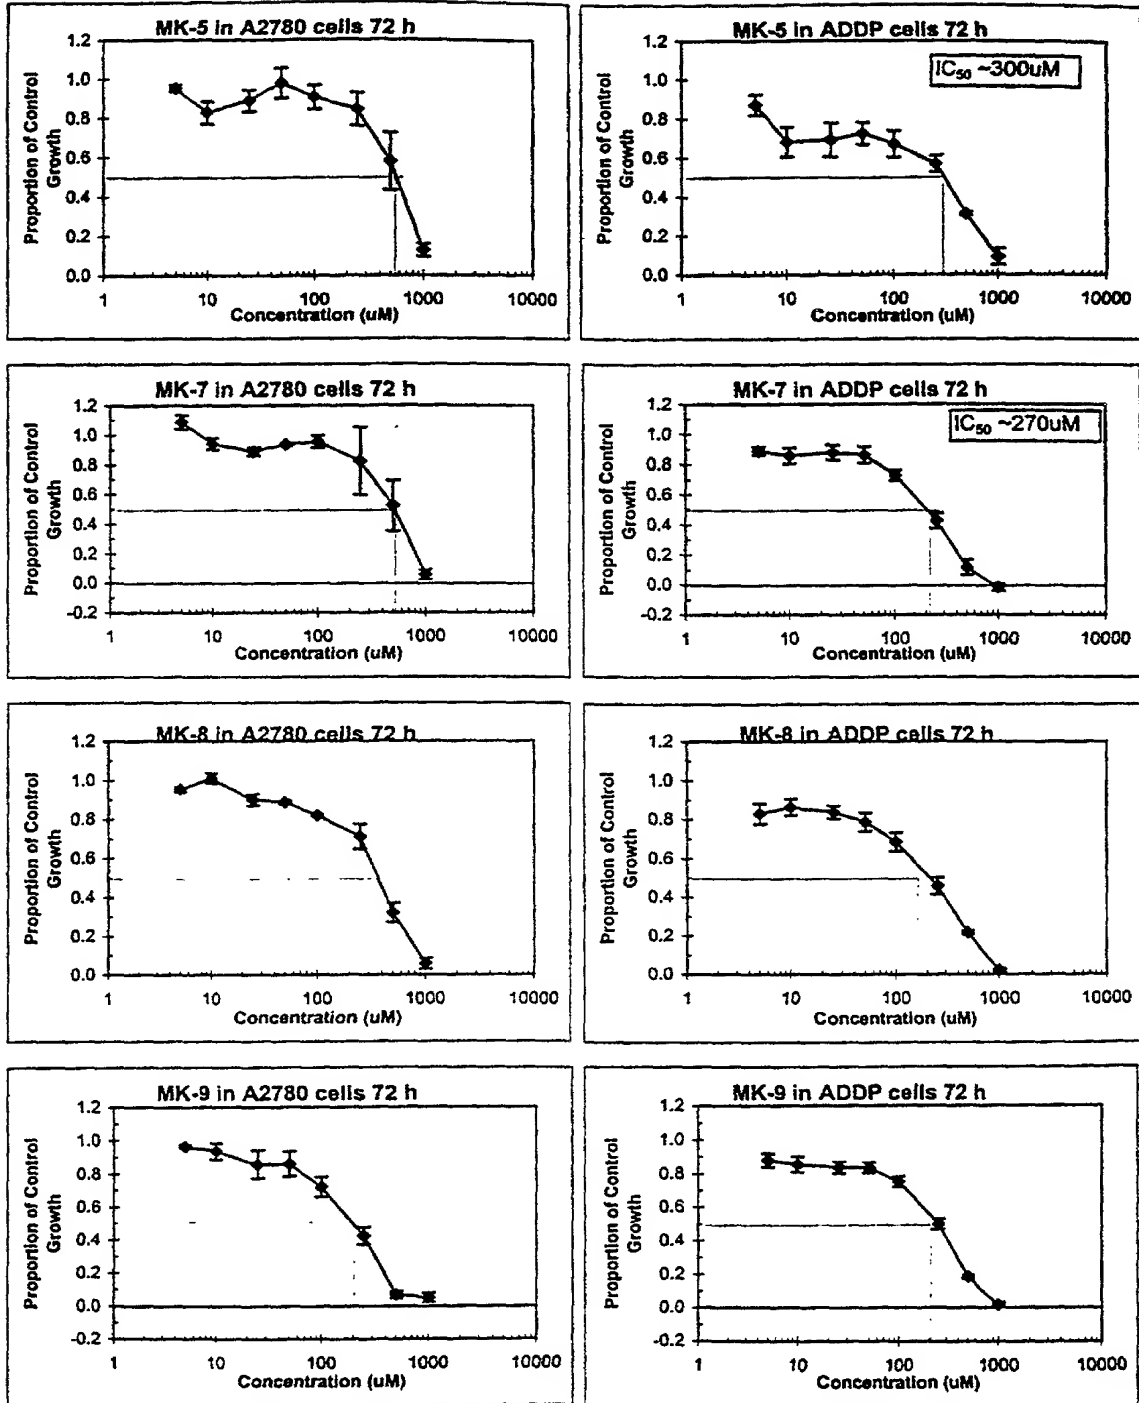 MK-5 in A2780 cells 72 h
Proportion of Control
Growth
1.2
1.0
0.8
0.6
0.4
0.2
0.0
1 10 100 1000 10000
Concentration (uM)
MK-5 in ADDP cells 72 h
IC50 ~300uM
Proportion of Control
Growth
1.2
1.0
0.8
0.6
0.4
0.2
0.0
1 10 100 1000 10000
Concentration (uM)
MK-7 in A2780 cells 72 h
Proportion of Control
Growth
1.2
1.0
0.8
0.6
0.4
0.2
0.0
-0.2
1 10 100 1000 10000
Concentration (uM)
MK-7 in ADDP cells 72 h
IC50 ~270uM
Proportion of Control
Growth
1.2
1.0
0.8
0.6
0.4
0.2
0.0
-0.2
1 10 100 1000 10000
Concentration (uM)
MK-8 in A2780 cells 72 h
Proportion of Control
Growth
1.2
1.0
0.8
0.6
0.4
0.2
0.0
1 10 100 1000 10000
Concentration (uM)
MK-8 in ADDP cells 72 h
Proportion of Control
Growth
1.2
1.0
0.8
0.6
0.4
0.2
0.0
1 10 100 1000 10000
Concentration (uM)
MK-9 in A2780 cells 72 h
Proportion of Control
Growth
1.2
1.0
0.8
0.6
0.4
0.2
0.0
-0.2
1 10 100 1000 10000
Concentration (uM)
MK-9 in ADDP cells 72 h
Proportion of Control
Growth
1.2
1.0
0.8
0.6
0.4
0.2
0.0
-0.2
1 10 100 1000 10000
Concentration (uM)